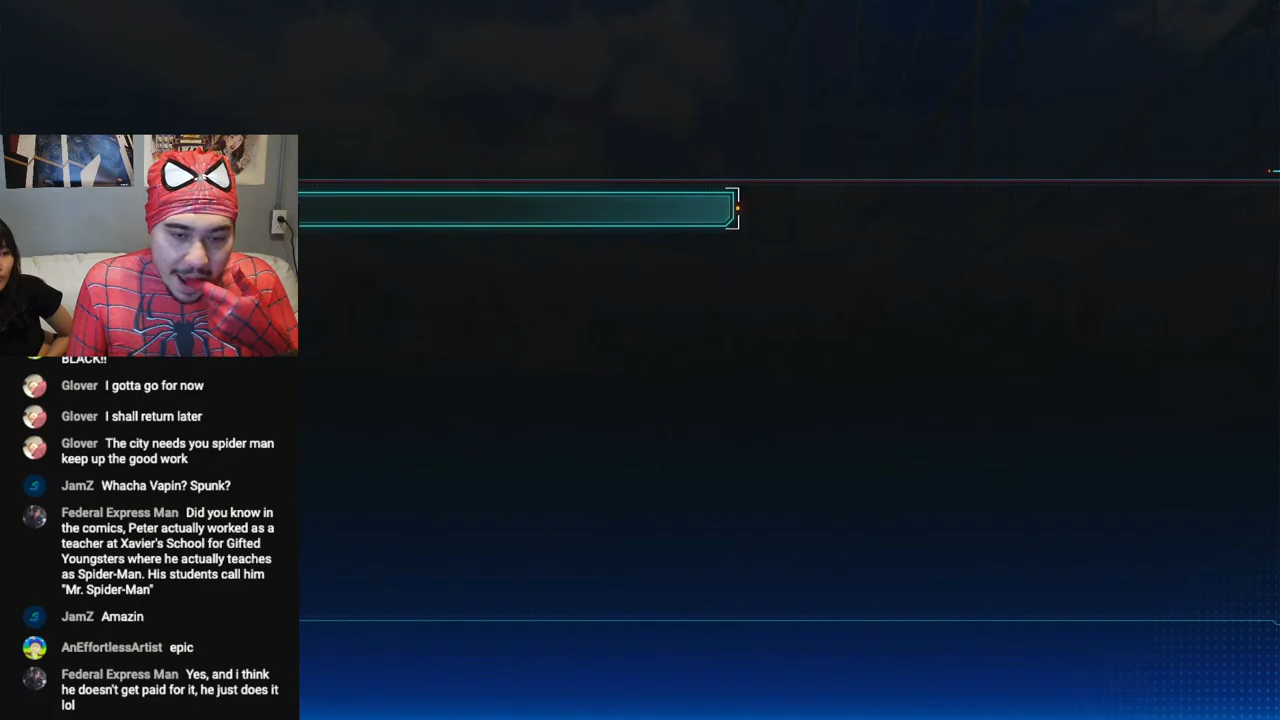 BLACK!!
Glover I gotta go for now
Glover I shall return later
Glover The city needs you spider man
keep up the good work
JamZ Whacha Vapin? Spunk?
Federal Express Man Did you know in
the comics, Peter actually worked as a
teacher at Xavier's School for Gifted
Youngsters where he actually teaches
as Spider-Man. His students call him
"Mr. Spider-Man"
JamZ Amazin
AnEffortlessArtist epic
Federal Express Man Yes, and i think
he doesn't get paid for it, he just does it
lol